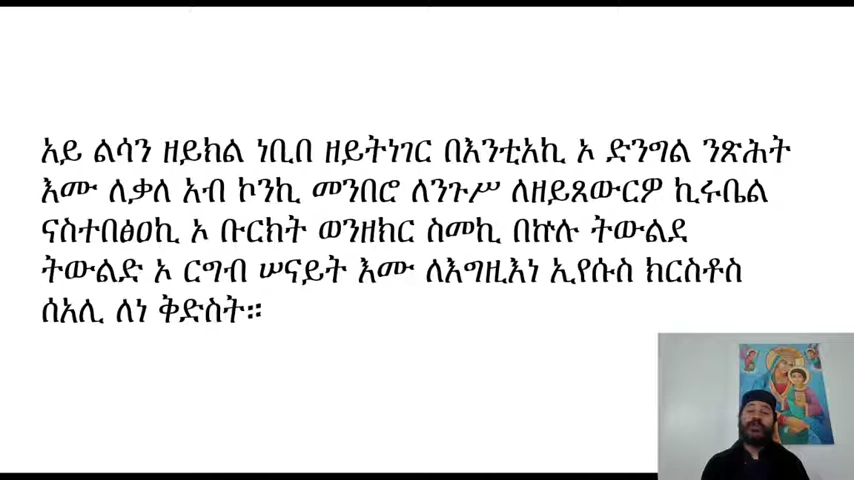 አይ ልሳን ዘይክል ነቢበ ዘይትነገር በእንቲአኪ ኦ ድንግል ንጽሕት
እሙ ለቃለ አብ ኮንኪ መንበሮ ለንጉሥ ለዘይጸውርዎ ኪሩቤል
ናስተበፅዐኪ ኦ ቡርክት ወንዘክር ስመኪ በኵሉ ትውልደ
ትውልድ ኦ ርግብ ሠናይት እሙ ለእግዚእነ ኢየሱስ ክርስቶስ
ሰአሊ ለነ ቅድስት።